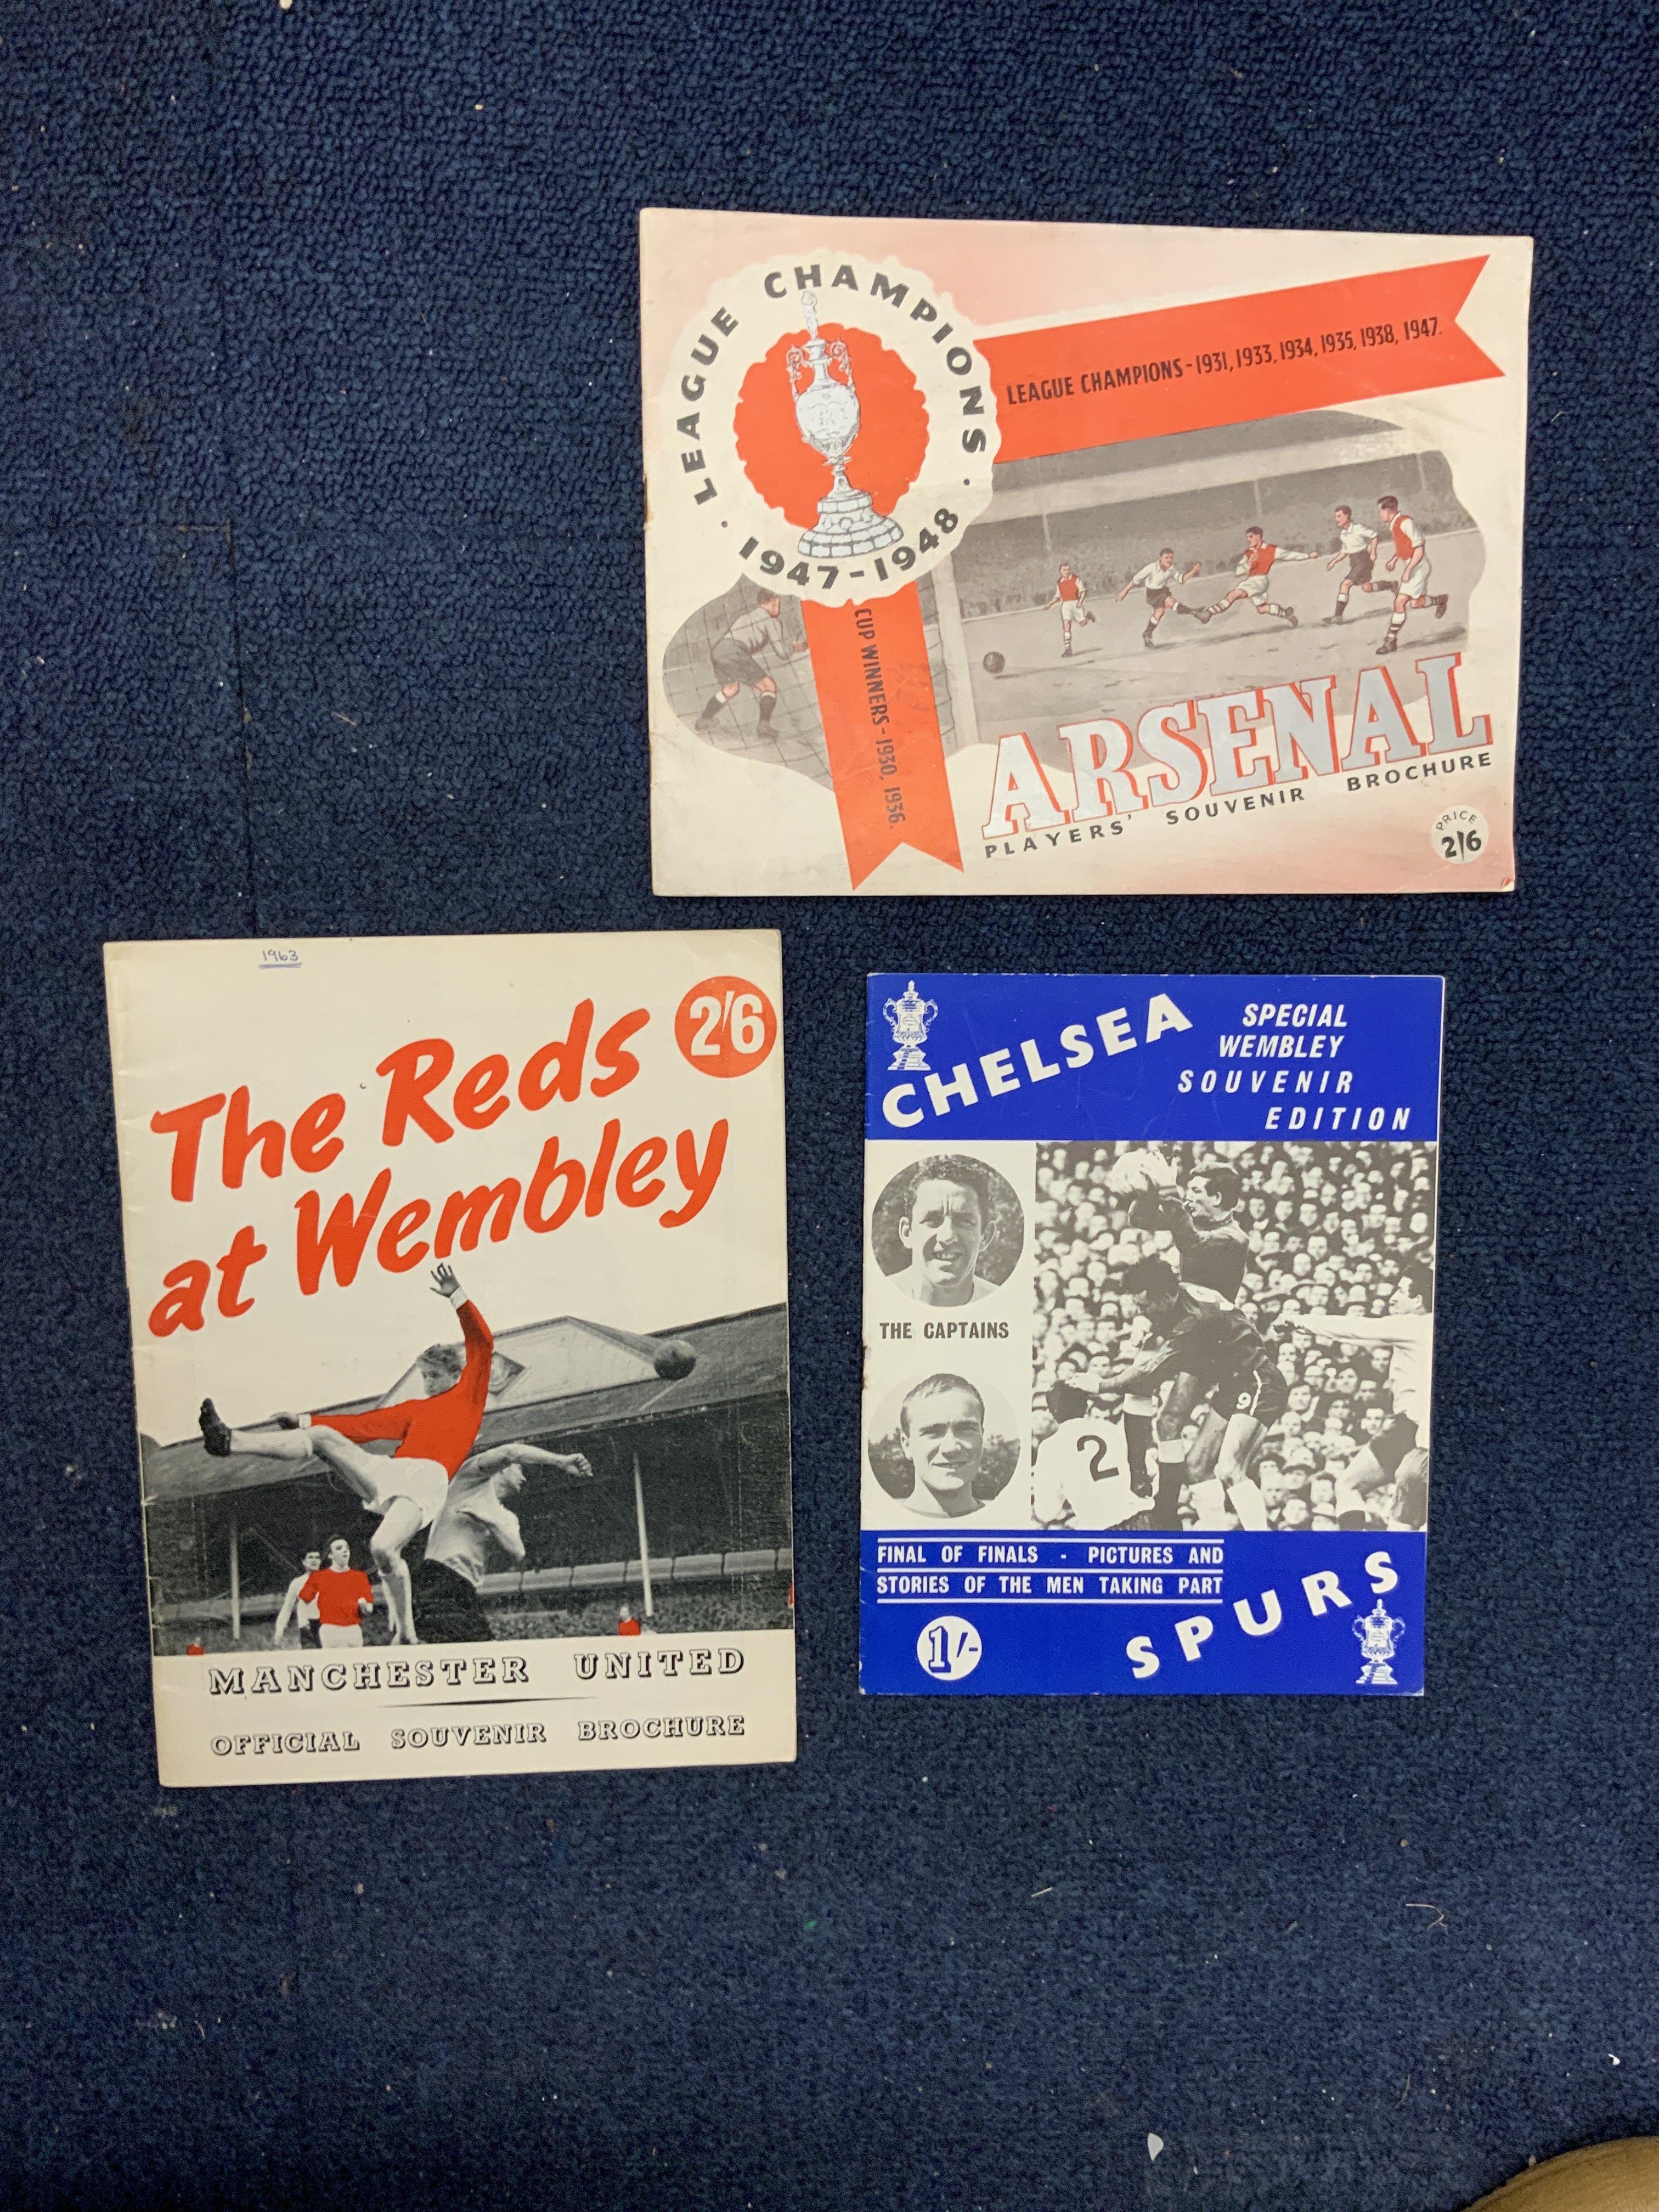 · LEAGUE CHAMPIONS ·
1947-1948
LEAGUE CHAMPIONS - 1931, 1933, 1934, 1935, 1938, 1947.
CUP WINNERS - 1930, 1936.
ARSENAL
PLAYERS' SOUVENIR BROCHURE
PRICE
2/6
1963
The Reds
at Wembley
2/6
MANCHESTER UNITED
OFFICIAL SOUVENIR BROCHURE
CHELSEA
SPECIAL
WEMBLEY
SOUVENIR
EDITION
THE CAPTAINS
2
9
FINAL OF FINALS - PICTURES AND
STORIES OF THE MEN TAKING PART
1/-
SPURS